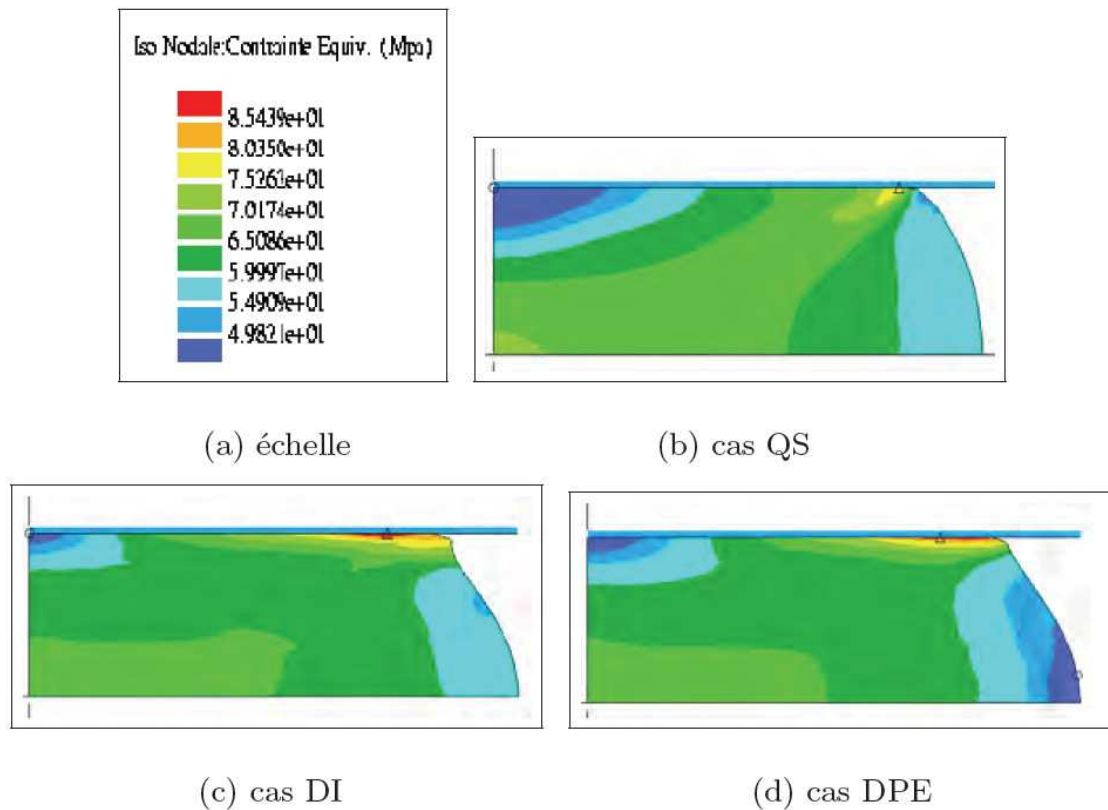 Iso Nodale:Contrainte Equiv. (Mpa)
8.5439e+01
8.0350e+01
7.5262e+01
7.0174e+01
6.5086e+01
5.9997e+01
5.4909e+01
4.9821e+01
(a) échelle
(b) cas QS
(c) cas DI
(d) cas DPE